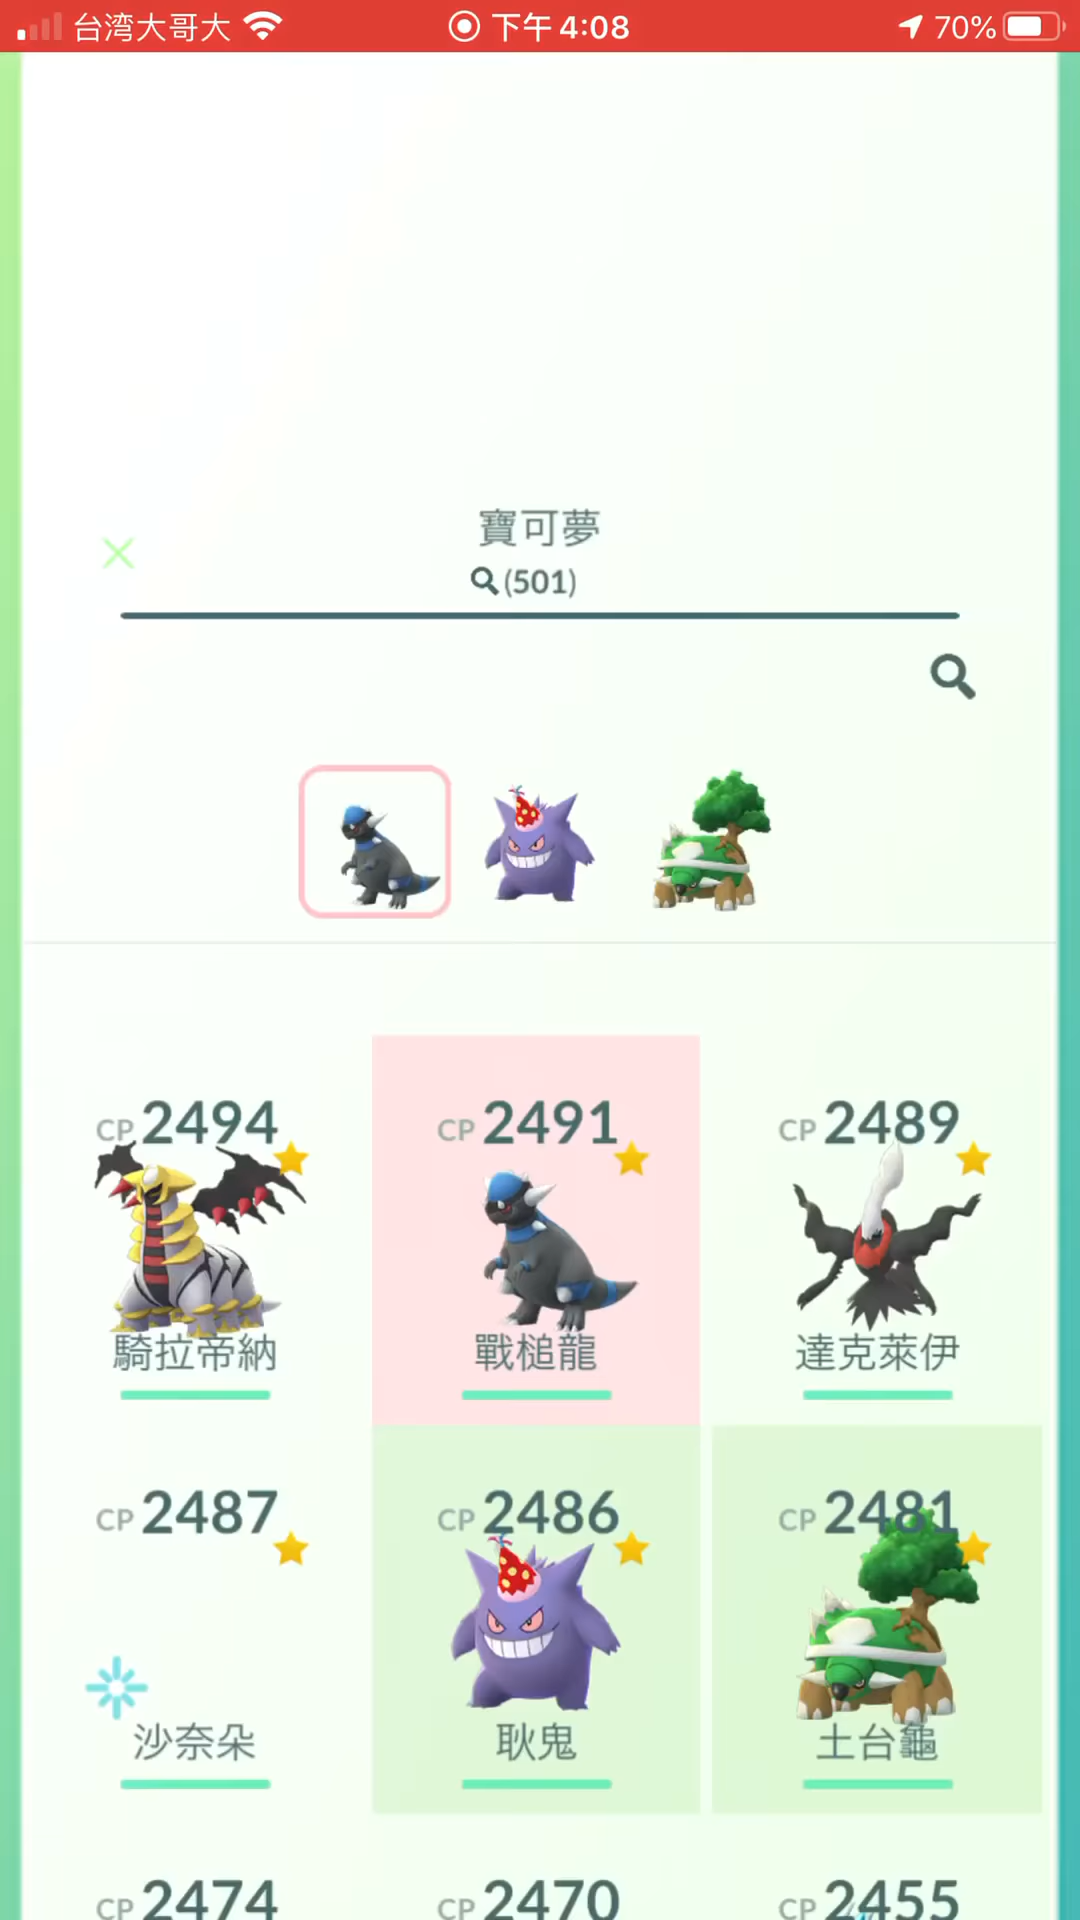 台湾大哥大 下午 4:08 70%
寶可夢
(501)
CP 2494 CP 2491 CP 2489
騎拉帝納 戰槌龍 達克萊伊
CP 2487 CP 2486 CP 2481
沙奈朵 耿鬼 土台龜
CP 2474 CP 2470 CP 2455